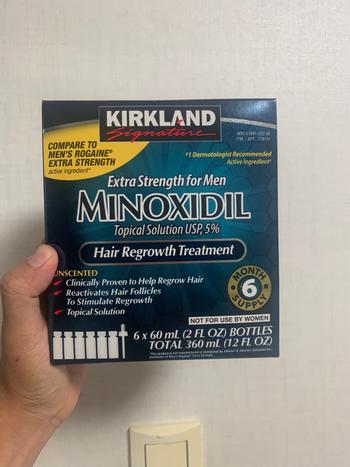 KIRKLAND
Signature
COMPARE TO
MEN'S ROGAINE®
EXTRA STRENGTH
active ingredient*
#1 Dermatologist Recommended
Active Ingredient†
Extra Strength for Men
MINOXIDIL
Topical Solution USP, 5%
Hair Regrowth Treatment
UNSCENTED
Clinically Proven to Help Regrow Hair
Reactivates Hair Follicles
To Stimulate Regrowth
Topical Solution
MONTH
6
SUPPLY
NOT FOR USE BY WOMEN
6 x 60 mL (2 FL OZ) BOTTLES
TOTAL 360 mL (12 FL OZ)